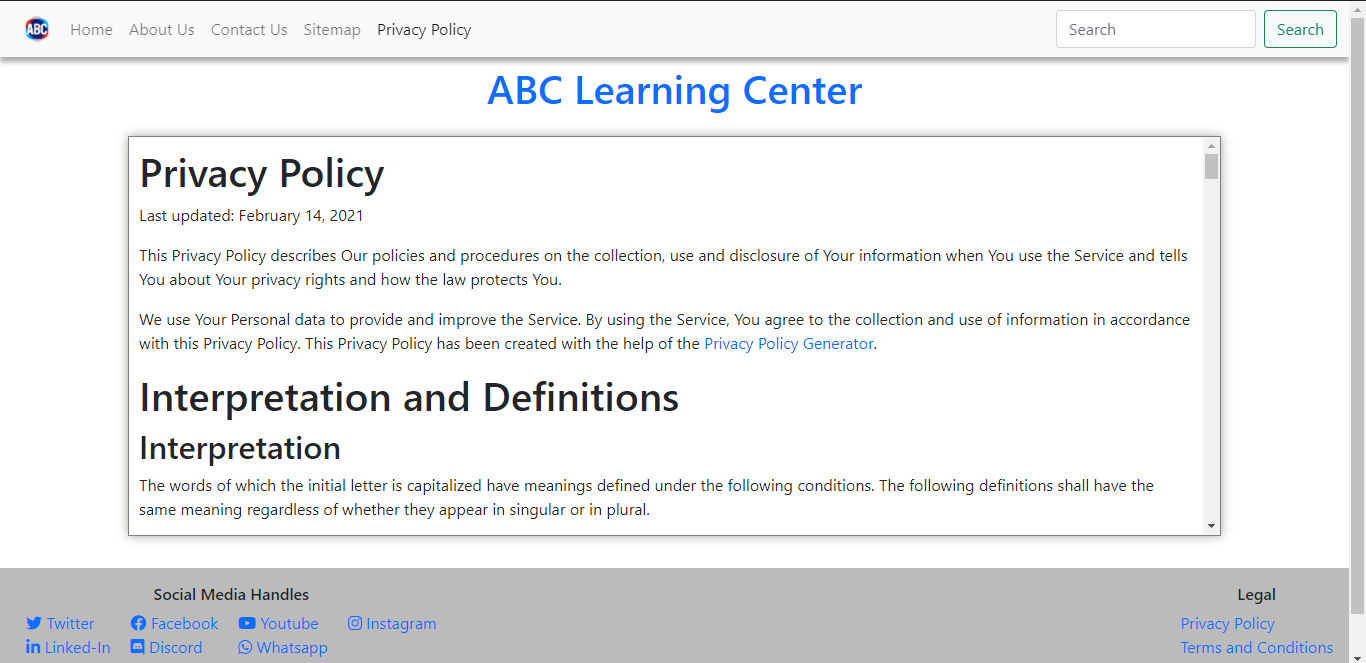 ABC Home About Us Contact Us Sitemap Privacy Policy Search Search
ABC Learning Center
Privacy Policy
Last updated: February 14, 2021
This Privacy Policy describes Our policies and procedures on the collection, use and disclosure of Your information when You use the Service and tells
You about Your privacy rights and how the law protects You.
We use Your Personal data to provide and improve the Service. By using the Service, You agree to the collection and use of information in accordance
with this Privacy Policy. This Privacy Policy has been created with the help of the Privacy Policy Generator.
Interpretation and Definitions
Interpretation
The words of which the initial letter is capitalized have meanings defined under the following conditions. The following definitions shall have the
same meaning regardless of whether they appear in singular or in plural.
Social Media Handles
Twitter Facebook Youtube Instagram
Linked-In Discord Whatsapp
Legal
Privacy Policy
Terms and Conditions